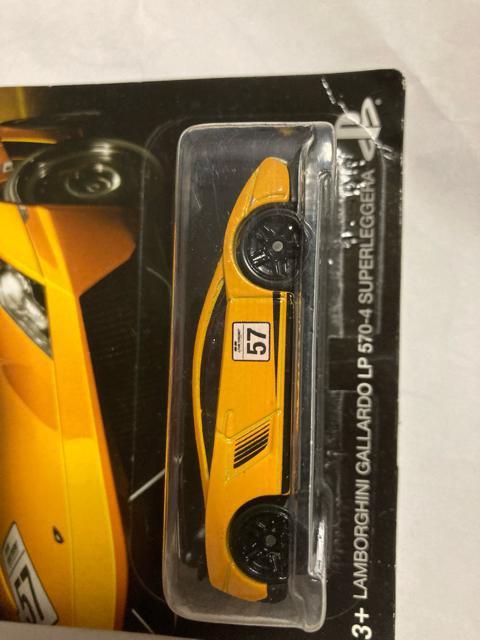 3+ LAMBORGHINI GALLARDO LP 570-4 SUPERLEGGERA
57